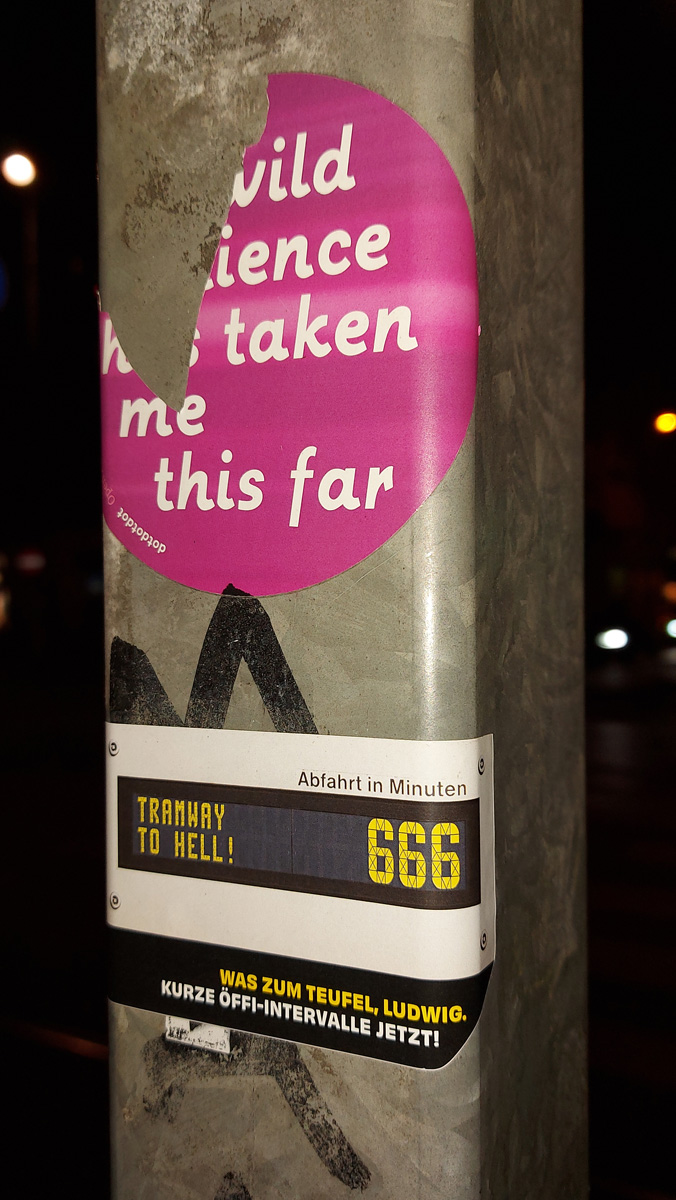 wild
ience
taken
me
this far
dotdotdot
Abfahrt in Minuten
TRAMWAY
TO HELL!
666
WAS ZUM TEUFEL, LUDWIG.
KURZE ÖFFI-INTERVALLE JETZT!